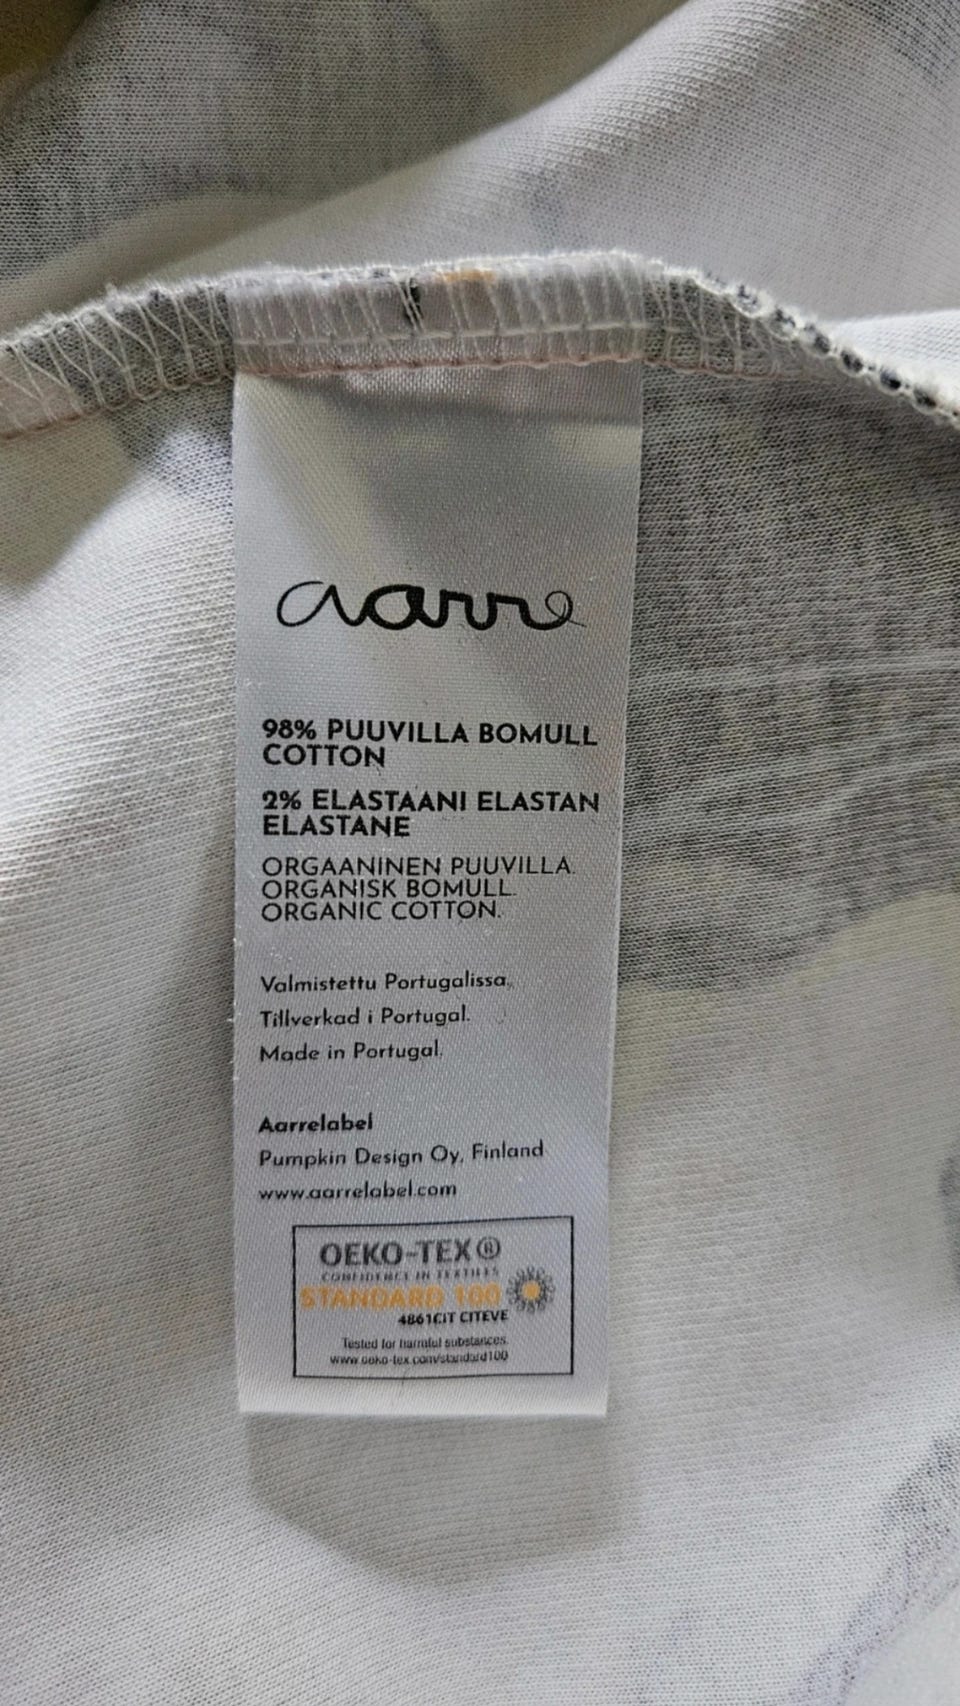 aarre
98% PUUVILLA BOMULL
COTTON
2% ELASTAANI ELASTAN
ELASTANE
ORGAANINEN PUUVILLA.
ORGANISK BOMULL.
ORGANIC COTTON.
Valmistettu Portugalissa.
Tillverkad i Portugal.
Made in Portugal.
Aarrelabel
Pumpkin Design Oy, Finland
www.aarrelabel.com
OEKO-TEX®
CONFIDENCE IN TEXTILES
STANDARD 100
4861CIT CITEVE
Tested for harmful substances.
www.oeko-tex.com/standard100